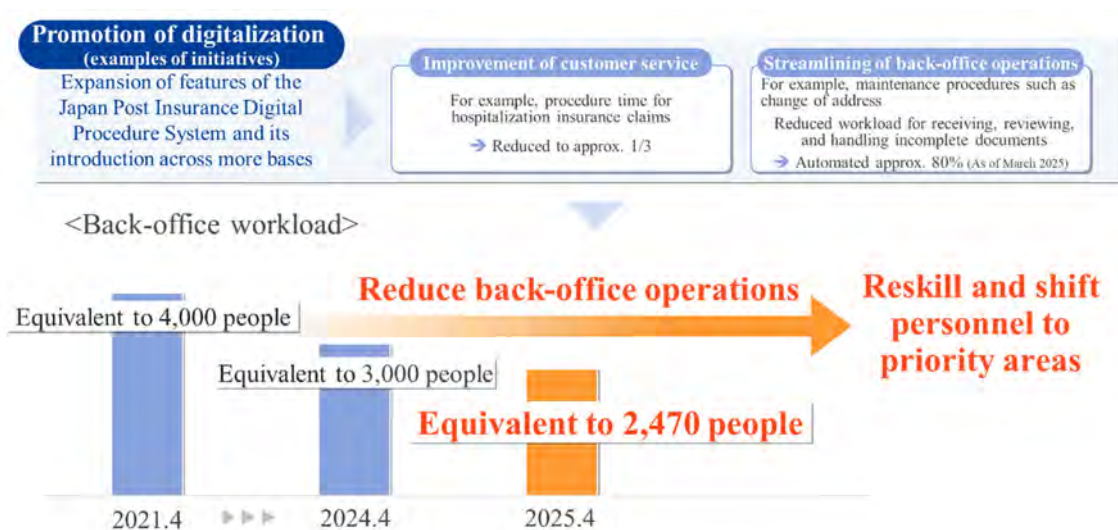 Promotion of digitalization
(examples of initiatives)
Expansion of features of the
Japan Post Insurance Digital
Procedure System and its
introduction across more bases
Improvement of customer service
For example, procedure time for
hospitalization insurance claims
→ Reduced to approx. 1/3
Streamlining of back-office operations
For example, maintenance procedures such as
change of address
Reduced workload for receiving, reviewing,
and handling incomplete documents
→ Automated approx. 80% (As of March 2025)
<Back-office workload>
Reduce back-office operations
Reskill and shift
personnel to
priority areas
Equivalent to 4,000 people
Equivalent to 3,000 people
Equivalent to 2,470 people
2021.4
2024.4
2025.4